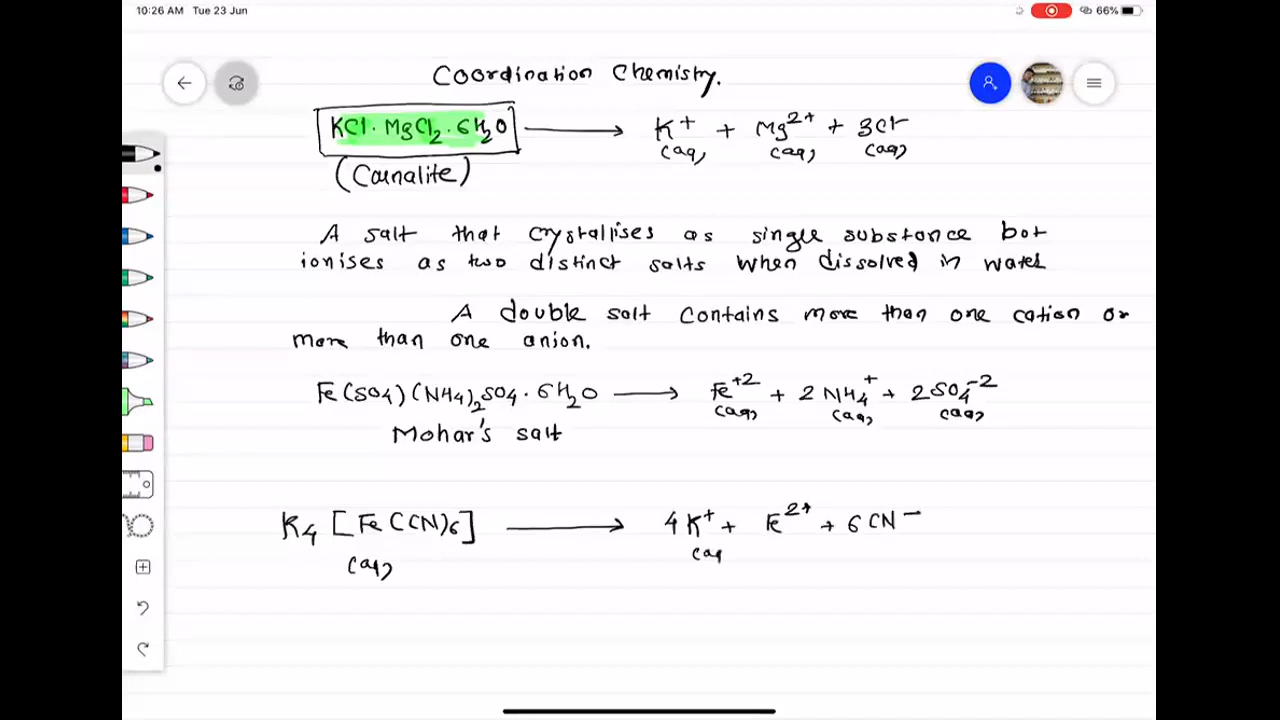 10:26 AM Tue 23 Jun
66%
Coordination Chemistry.
KCl · MgCl2 · 6H2O → K+ + Mg2+ + 3Cl-
(aq) (aq) (aq)
(Carnalite)
A salt that crystallises as single substance but
ionises as two distinct salts when dissolved in water
A double salt contains more than one cation or
more than one anion.
Fe(SO4)(NH4)2SO4 · 6H2O → Fe+2 + 2NH4+ + 2SO4-2
(aq) (aq) (aq)
Mohar's salt
K4[Fe(CN)6] → 4K+ + Fe2+ + 6CN-
(aq) (aq